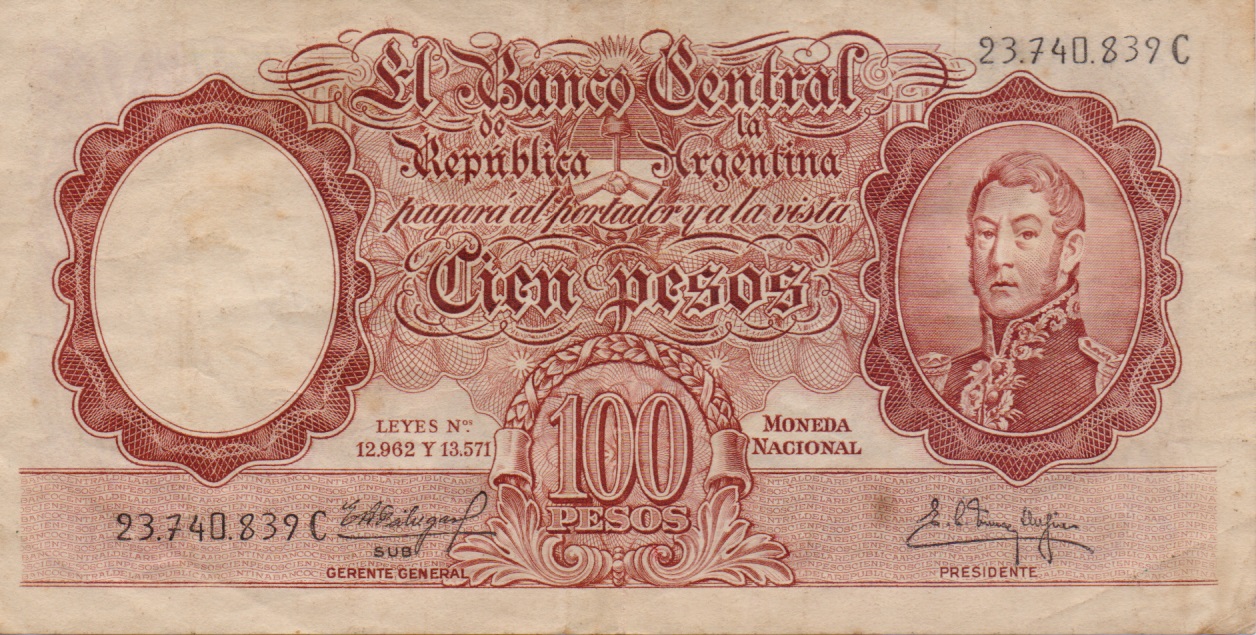 23.740.839 C
El Banco Central
de la
República Argentina
pagará al portador y a la vista
Cien pesos
LEYES Nos.
12.962 Y 13.571
MONEDA
NACIONAL
100
PESOS
23.740.839 C
SUB
GERENTE GENERAL
PRESIDENTE